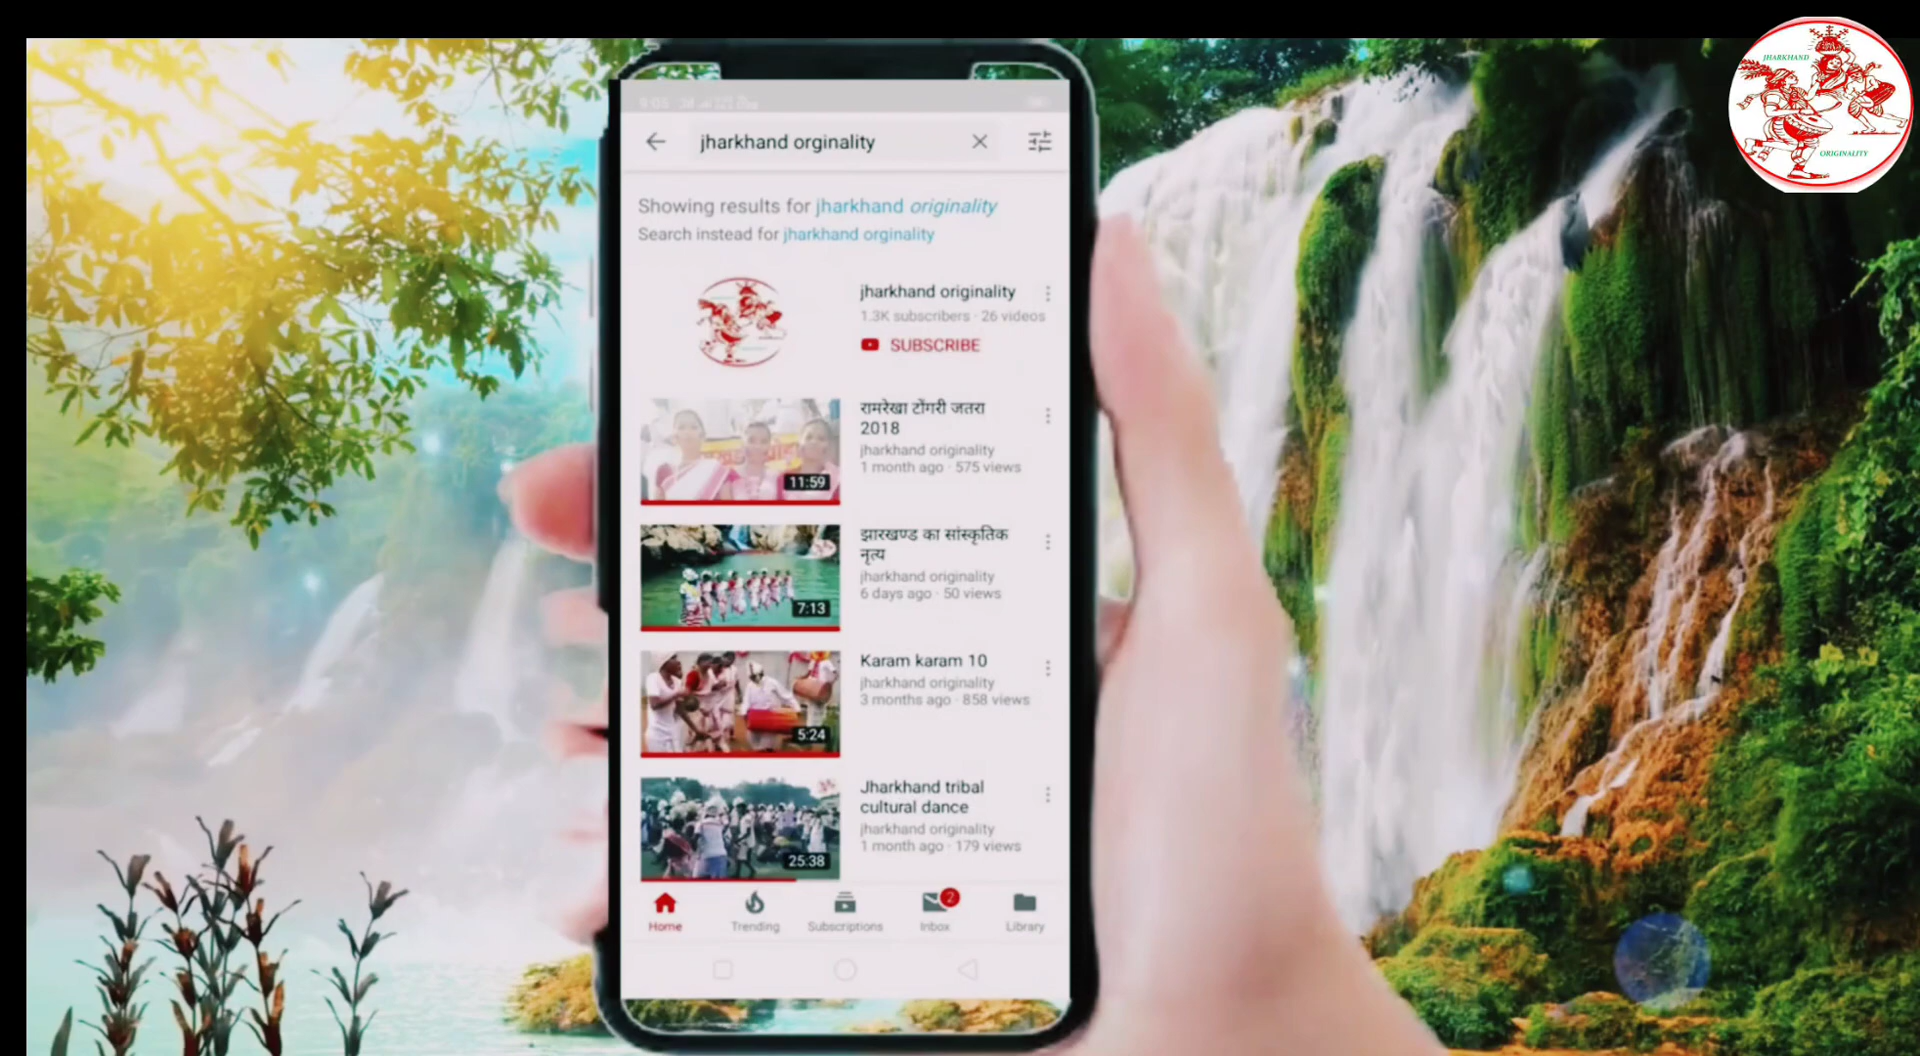 JHARKHAND
ORIGINALITY
jharkhand orginality
Showing results for jharkhand originality
Search instead for jharkhand orginality
jharkhand originality
1.3K subscribers · 26 videos
SUBSCRIBE
रामरेखा टोंगरी जतरा
2018
jharkhand originality
1 month ago · 575 views
11:59
झारखण्ड का सांस्कृतिक
नृत्य
jharkhand originality
6 days ago · 50 views
7:13
Karam karam 10
jharkhand originality
3 months ago · 858 views
5:24
Jharkhand tribal
cultural dance
jharkhand originality
1 month ago · 179 views
25:38
2
Home
Trending
Subscriptions
Inbox
Library